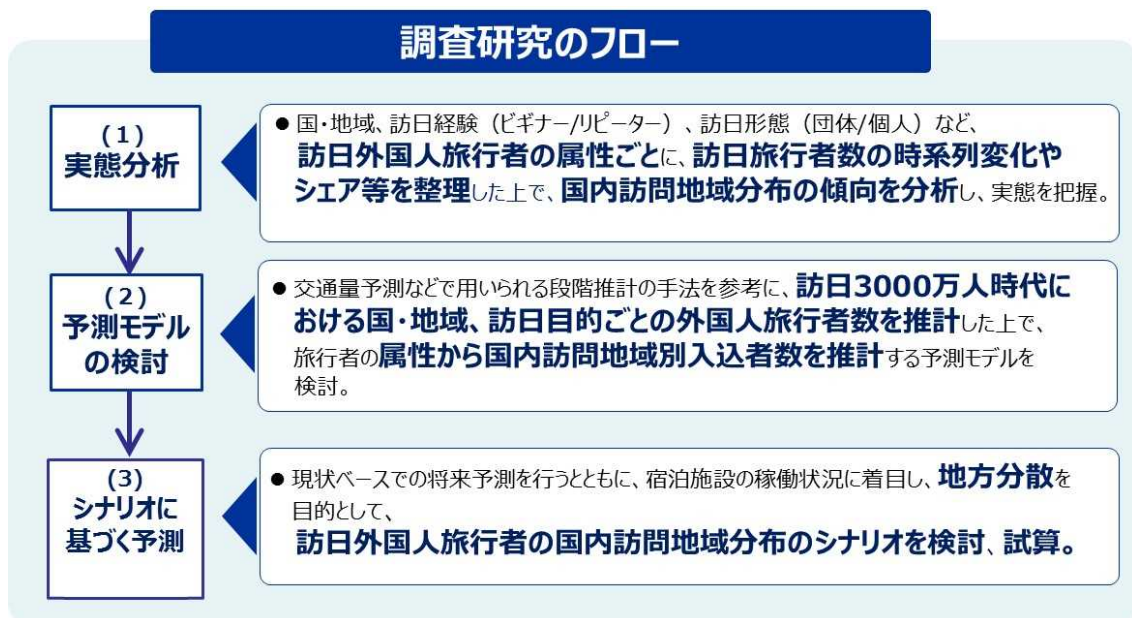 調査研究のフロー
(1)
実態分析
● 国・地域、訪日経験（ビギナー/リピーター）、訪日形態（団体/個人）など、
訪日外国人旅行者の属性ごとに、訪日旅行者数の時系列変化や
シェア等を整理した上で、国内訪問地域分布の傾向を分析し、実態を把握。
(2)
予測モデル
の検討
● 交通量予測などで用いられる段階推計の手法を参考に、訪日3000万人時代に
おける国・地域、訪日目的ごとの外国人旅行者数を推計した上で、
旅行者の属性から国内訪問地域別入込者数を推計する予測モデルを
検討。
(3)
シナリオに
基づく予測
● 現状ベースでの将来予測を行うとともに、宿泊施設の稼働状況に着目し、地方分散を
目的として、
訪日外国人旅行者の国内訪問地域分布のシナリオを検討、試算。